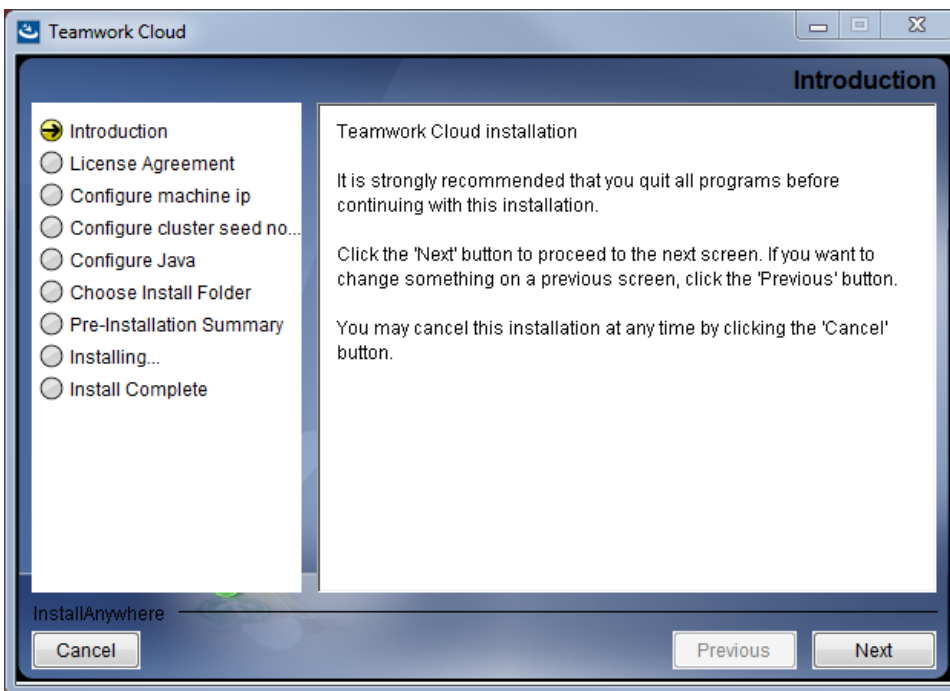 Teamwork Cloud
Introduction
Introduction
License Agreement
Configure machine ip
Configure cluster seed no...
Configure Java
Choose Install Folder
Pre-Installation Summary
Installing...
Install Complete
Teamwork Cloud installation
It is strongly recommended that you quit all programs before
continuing with this installation.
Click the 'Next' button to proceed to the next screen. If you want to
change something on a previous screen, click the 'Previous' button.
You may cancel this installation at any time by clicking the 'Cancel'
button.
InstallAnywhere
Cancel
Previous
Next